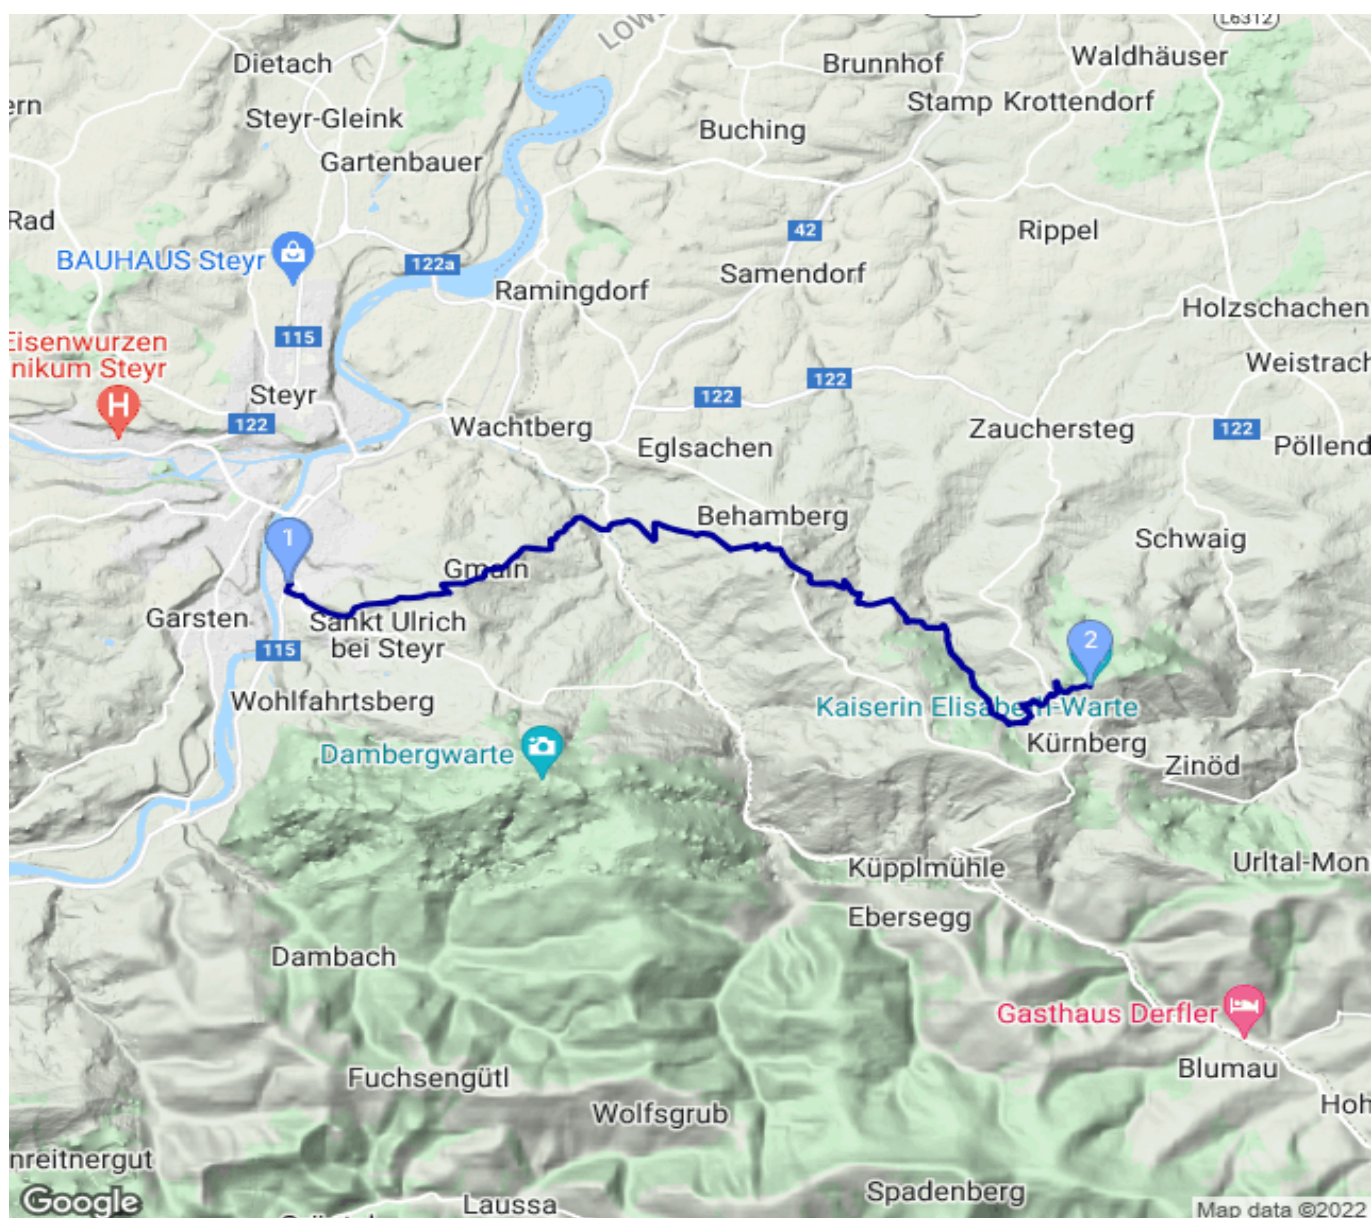 L6312
LOW
Dietach
Brunnhof
Waldhäuser
ern
Stamp Krottendorf
Steyr-Gleink
Buching
Gartenbauer
Rad
Rippel
42
BAUHAUS Steyr
122a
Samendorf
Ramingdorf
Holzschachen
115
Eisenwurzen
nikum Steyr
Weistrach
H
Steyr
122
122
122
Wachtberg
Zauchersteg
122
Eglsachen
Pöllend
Behamberg
1
Schwaig
Gmain
Garsten
Sankt Ulrich
bei Steyr
115
2
Wohlfahrtsberg
Kaiserin Elisabeth-Warte
Dambergwarte
Kürnberg
Zinöd
Küpplmühle
Urltal-Mon
Ebersegg
Dambach
Gasthaus Derfler
Blumau
Fuchsengütl
Hoh
Wolfsgrub
nreitnergut
Spadenberg
Google
Laussa
Map data ©2022